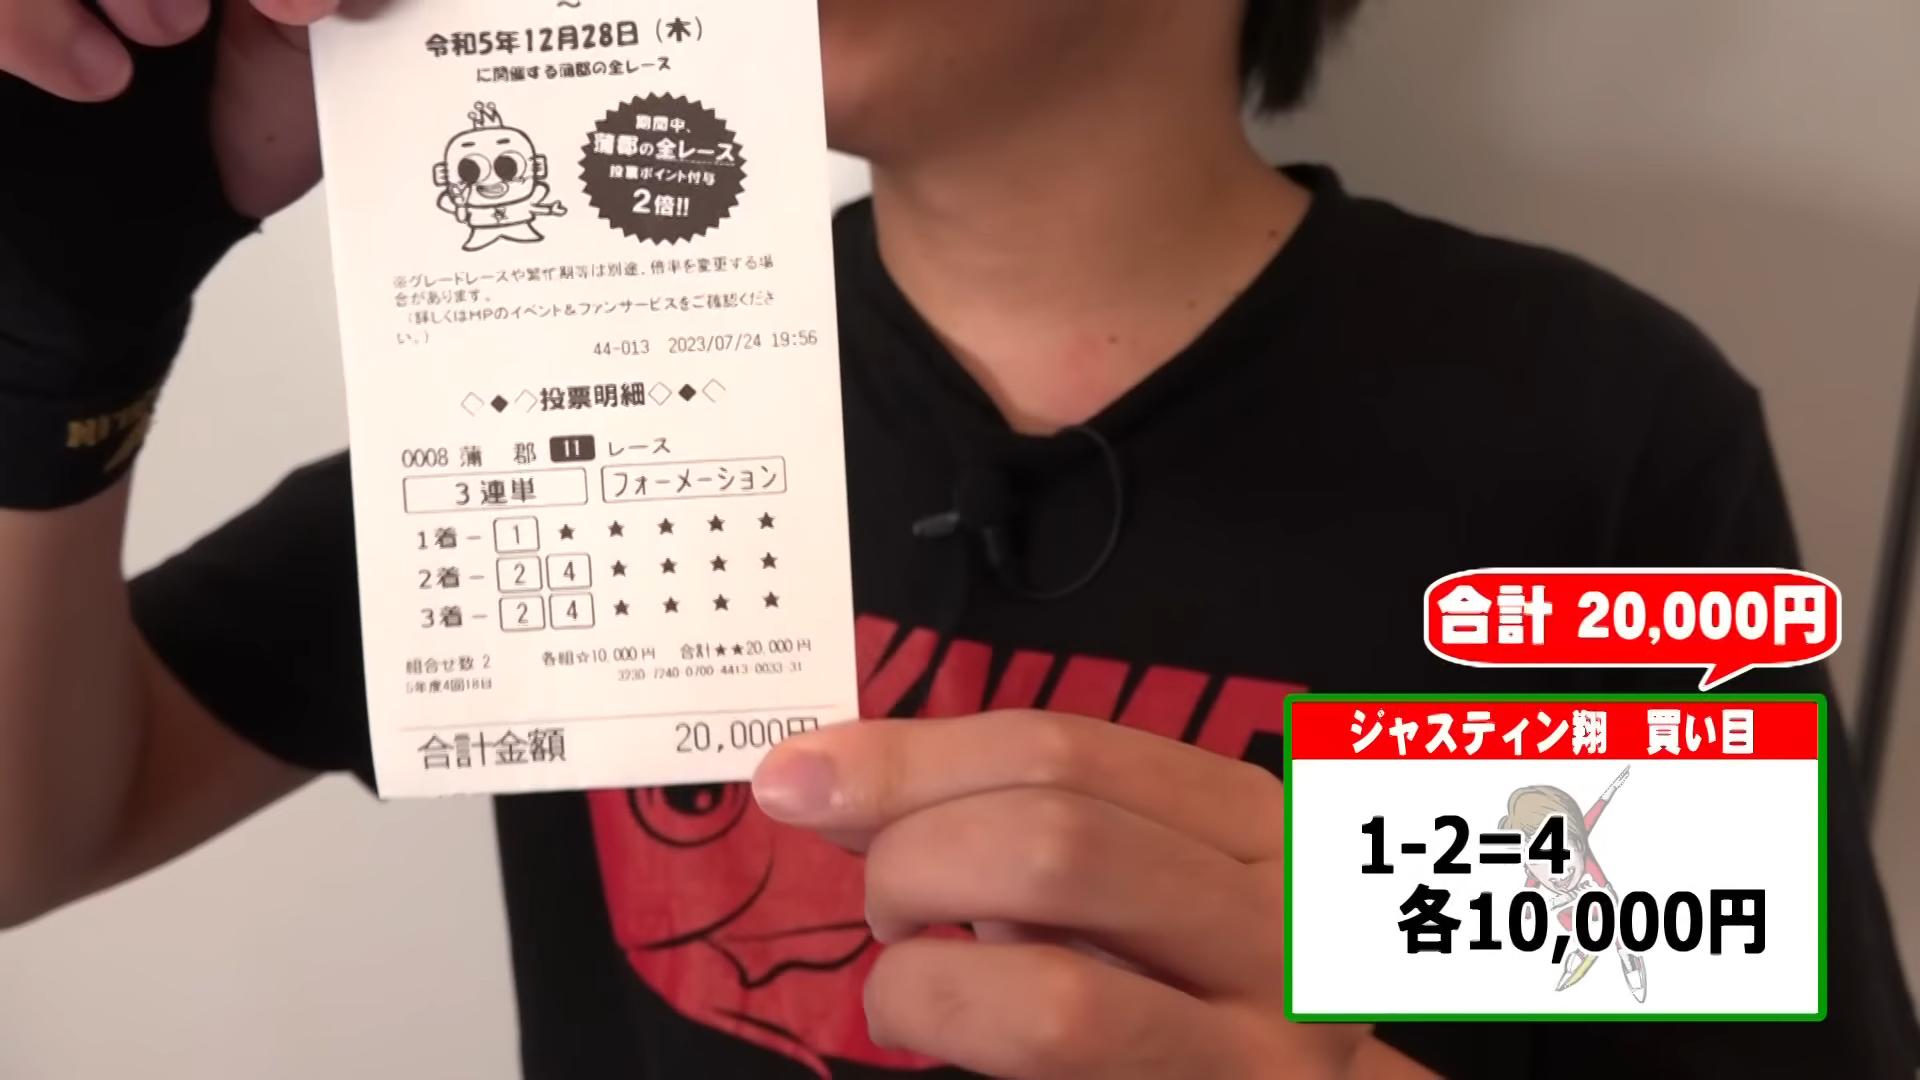 ～
令和5年12月28日（木）
に開催する蒲郡の全レース
期間中、
蒲郡の全レース
投票ポイント付与
2倍!!
※グレードレースや繁忙期等は別途、倍率を変更する場
合があります。
（詳しくはHPのイベント&ファンサービスをご確認くださ
い。）
44-013 2023/07/24 19:56
◇◆◇投票明細◇◆◇
0008 蒲 郡 11 レース
3連単 フォーメーション
1着－ 1 ★ ★ ★ ★ ★
2着－ 2 4 ★ ★ ★ ★
3着－ 2 4 ★ ★ ★ ★
組合せ数 2 各組☆10,000円 合計★★20,000円
5年度4回18日 3230-7240-0700-4413-0033-31
合計金額 20,000円
合計 20,000円
ジャスティン翔 買い目
1-2=4
各10,000円